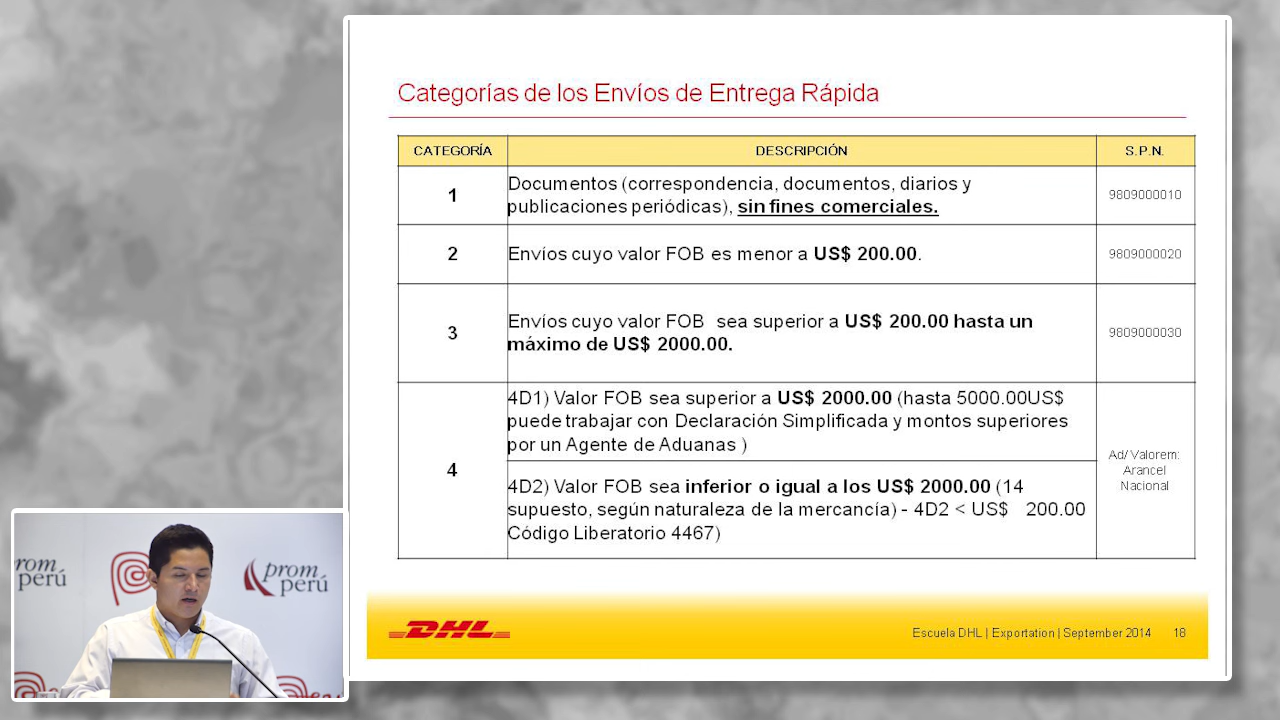 Categorías de los Envíos de Entrega Rápida
CATEGORÍA DESCRIPCIÓN S.P.N.
1
Documentos (correspondencia, documentos, diarios y
publicaciones periódicas), sin fines comerciales.
9809000010
2 Envíos cuyo valor FOB es menor a US$ 200.00. 9809000020
3
Envíos cuyo valor FOB sea superior a US$ 200.00 hasta un
máximo de US$ 2000.00.
9809000030
4
4D1) Valor FOB sea superior a US$ 2000.00 (hasta 5000.00US$
puede trabajar con Declaración Simplificada y montos superiores
por un Agente de Aduanas )
4D2) Valor FOB sea inferior o igual a los US$ 2000.00 (14
supuesto, según naturaleza de la mercancía) - 4D2 < US$ 200.00
Código Liberatorio 4467)
Ad/ Valorem:
Arancel
Nacional
DHL
Escuela DHL | Exportation | September 2014 18
rom
perú
prom
perú